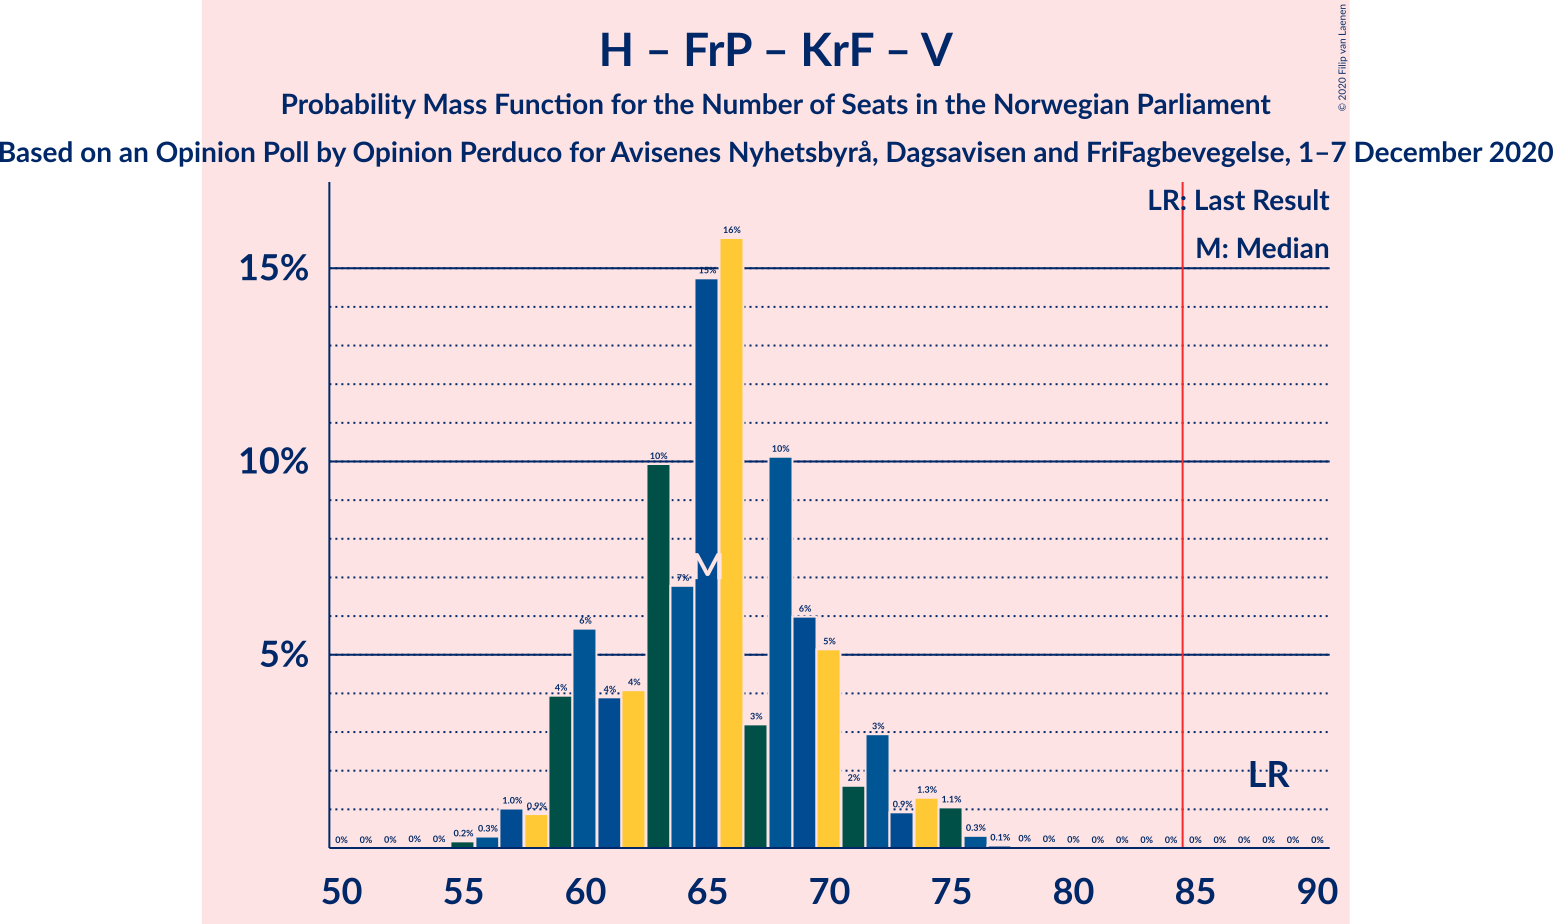 H – FrP – KrF – V
Probability Mass Function for the Number of Seats in the Norwegian Parliament
Based on an Opinion Poll by Opinion Perduco for Avisenes Nyhetsbyrå, Dagsavisen and FriFagbevegelse, 1–7 December 2020
© 2020 Filip van Laenen
LR: Last Result
M: Median
15%
10%
5%
0% 0% 0% 0% 0% 0.2% 0.3% 1.0% 0.9% 4% 6% 4% 4% 10% 7% 15% 16% 3% 10% 6% 5% 2% 3% 0.9% 1.3% 1.1% 0.3% 0.1% 0% 0% 0% 0% 0% 0% 0% 0% 0% 0% 0% 0% 0%
M
LR
50 55 60 65 70 75 80 85 90